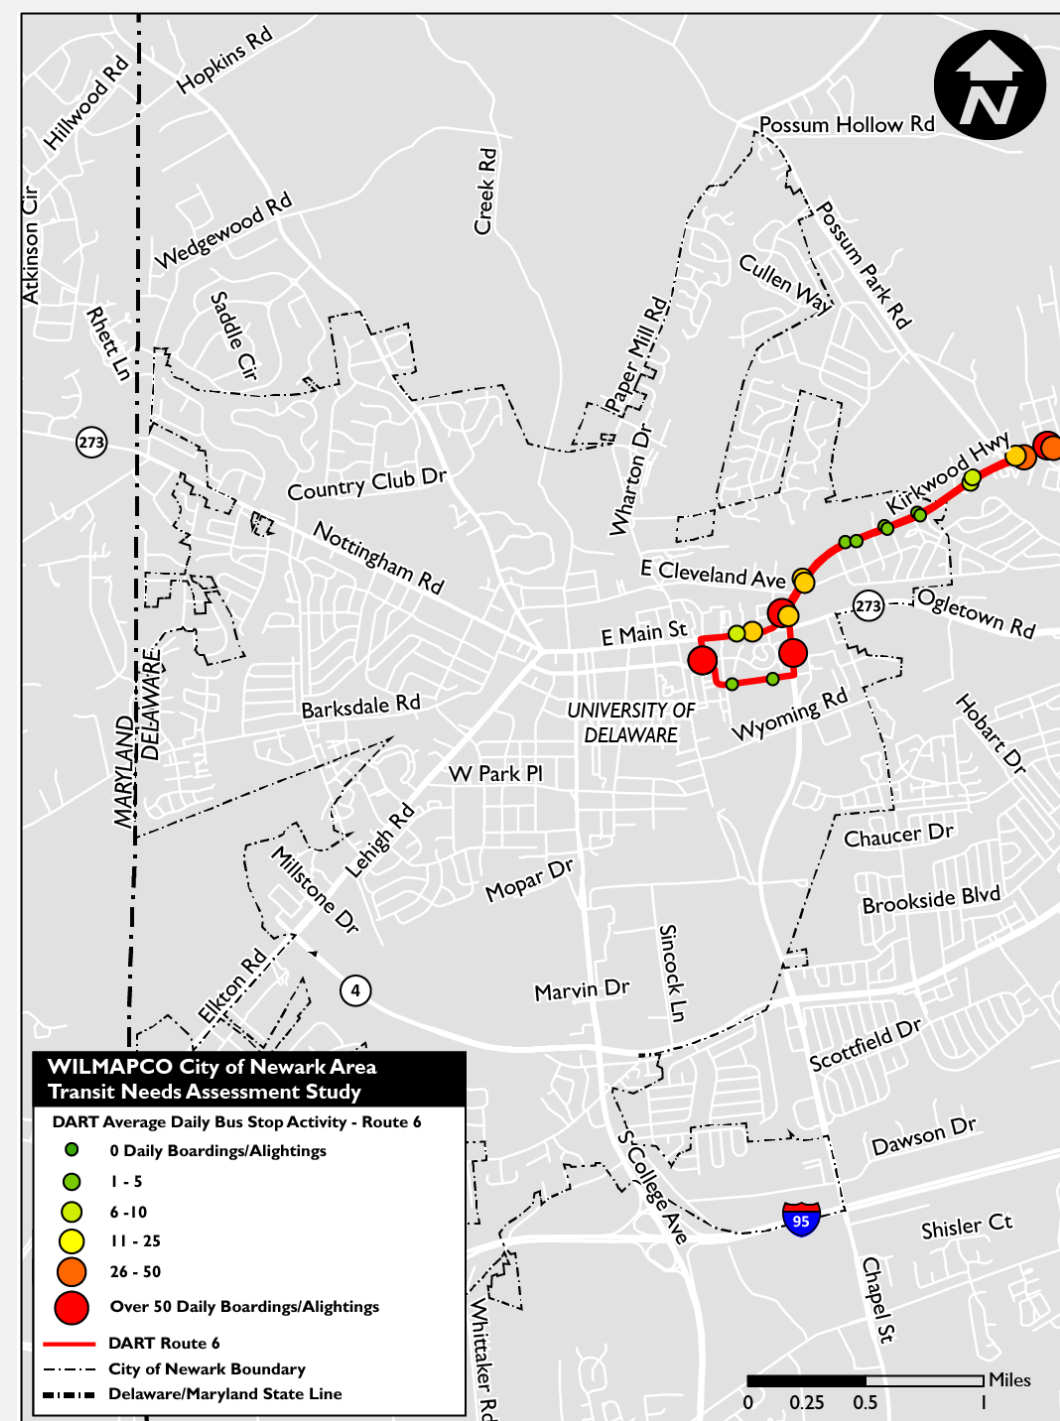 Hopkins Rd
Hillwood Rd
N
Possum Hollow Rd
Creek Rd
Atkinson Cir
Wedgewood Rd
Possum Park Rd
Cullen Way
Saddle Cir
Rhett Ln
Paper Mill Rd
273
Kirkwood Hwy
Wharton Dr
Country Club Dr
Nottingham Rd
E Cleveland Ave
273
Ogletown Rd
E Main St
MARYLAND
DELAWARE
Barksdale Rd
UNIVERSITY OF
DELAWARE
Wyoming Rd
Hobart Dr
W Park Pl
Lehigh Rd
Chaucer Dr
Millstone Dr
Mopar Dr
Brookside Blvd
Sincock Ln
Elkton Rd
4
Marvin Dr
Scottfield Dr
WILMAPCO City of Newark Area
Transit Needs Assessment Study
DART Average Daily Bus Stop Activity - Route 6
0 Daily Boardings/Alightings
1 - 5
6 -10
11 - 25
26 - 50
Over 50 Daily Boardings/Alightings
DART Route 6
City of Newark Boundary
Delaware/Maryland State Line
Dawson Dr
S College Ave
95
Shisler Ct
Chapel St
Whittaker Rd
Miles
0 0.25 0.5 1